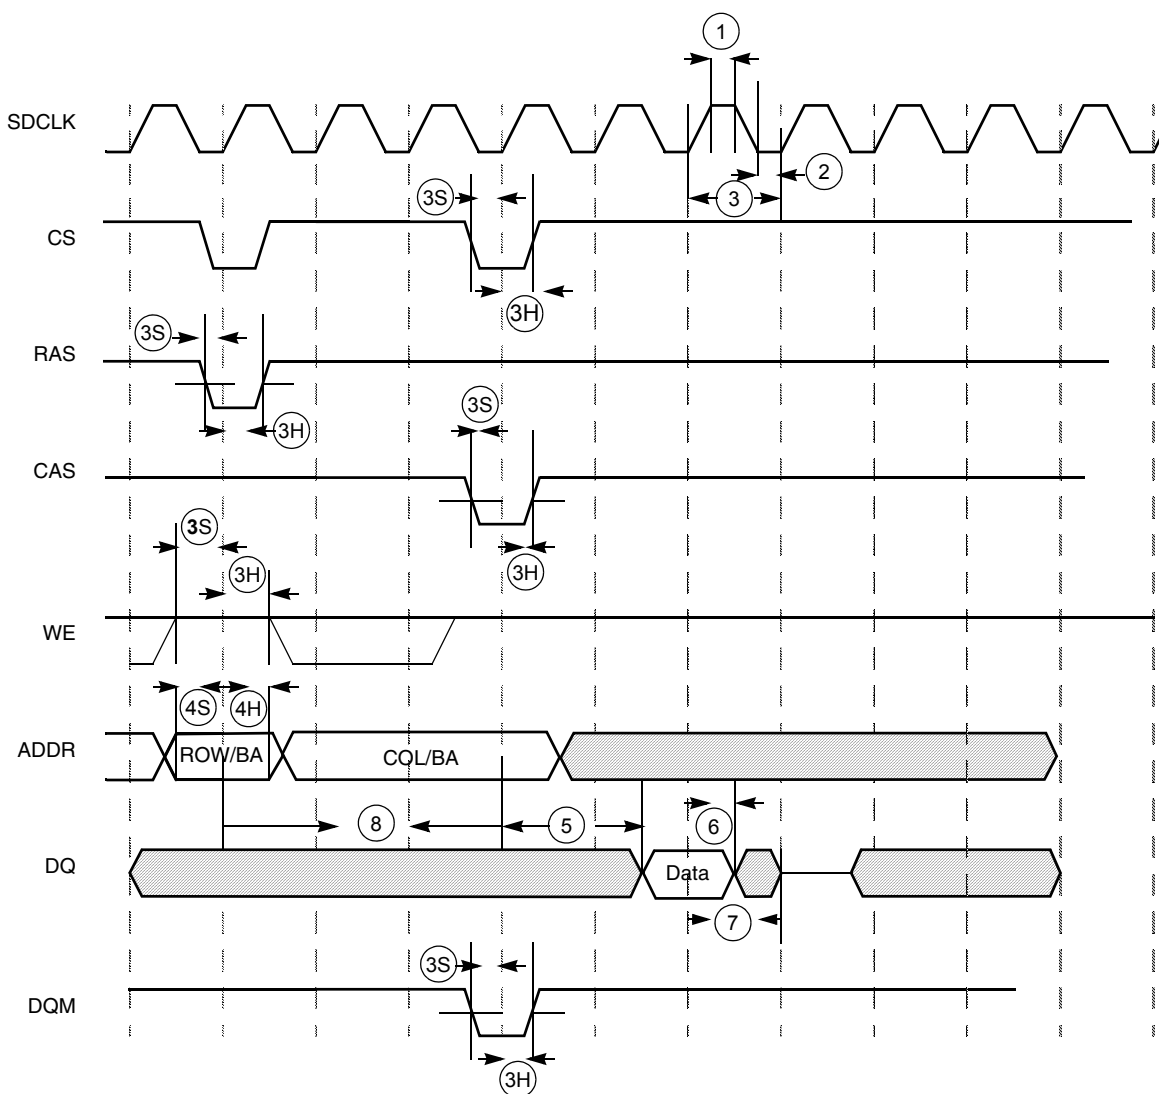 1
SDCLK
2
3S
3
CS
3H
3S
RAS
3S
3H
CAS
3S
3H
3H
WE
4S
4H
ADDR
ROW/BA
COL/BA
8
5
6
DQ
Data
7
3S
DQM
3H